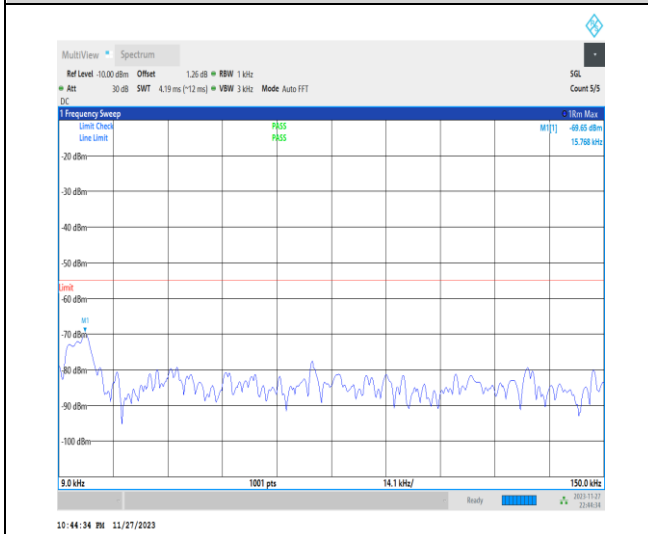 MultiView Spectrum
Ref Level -10.00 dBm Offset 1.26 dB RBW 1 kHz SGL
Att 30 dB SWT 4.19 ms (~12 ms) VBW 3 kHz Mode Auto FFT Count 5/5
DC
1 Frequency Sweep 1Rm Max
Limit Check PASS M1[1] -69.65 dBm
Line Limit PASS 15.768 kHz
-20 dBm
-30 dBm
-40 dBm
-50 dBm
Limit
-60 dBm
M1
-70 dBm
-80 dBm
-90 dBm
-100 dBm
9.0 kHz 1001 pts 14.1 kHz/ 150.0 kHz
Ready 2023-11-27
22:44:34
10:44:34 PM 11/27/2023